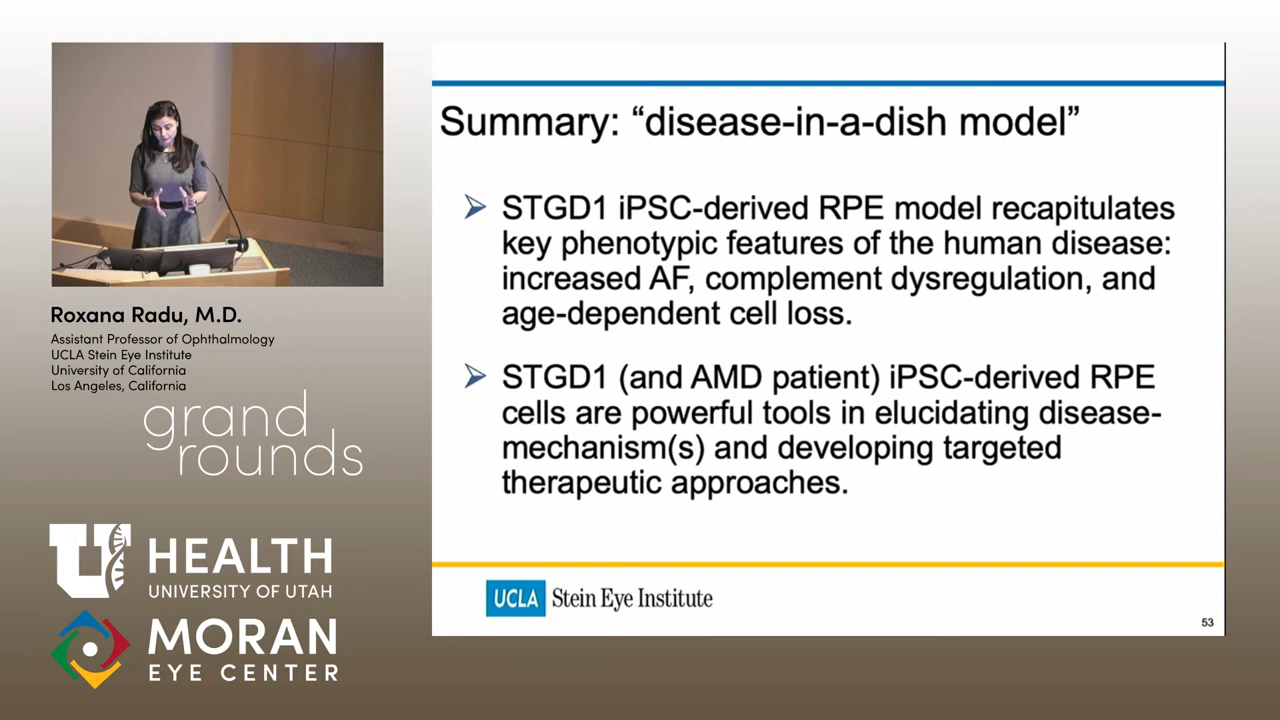 Summary: “disease-in-a-dish model”
STGD1 iPSC-derived RPE model recapitulates
key phenotypic features of the human disease:
increased AF, complement dysregulation, and
age-dependent cell loss.
STGD1 (and AMD patient) iPSC-derived RPE
cells are powerful tools in elucidating disease-
mechanism(s) and developing targeted
therapeutic approaches.
UCLA Stein Eye Institute
53
Roxana Radu, M.D.
Assistant Professor of Ophthalmology
UCLA Stein Eye Institute
University of California
Los Angeles, California
grand
rounds
U HEALTH
UNIVERSITY OF UTAH
MORAN
EYE CENTER